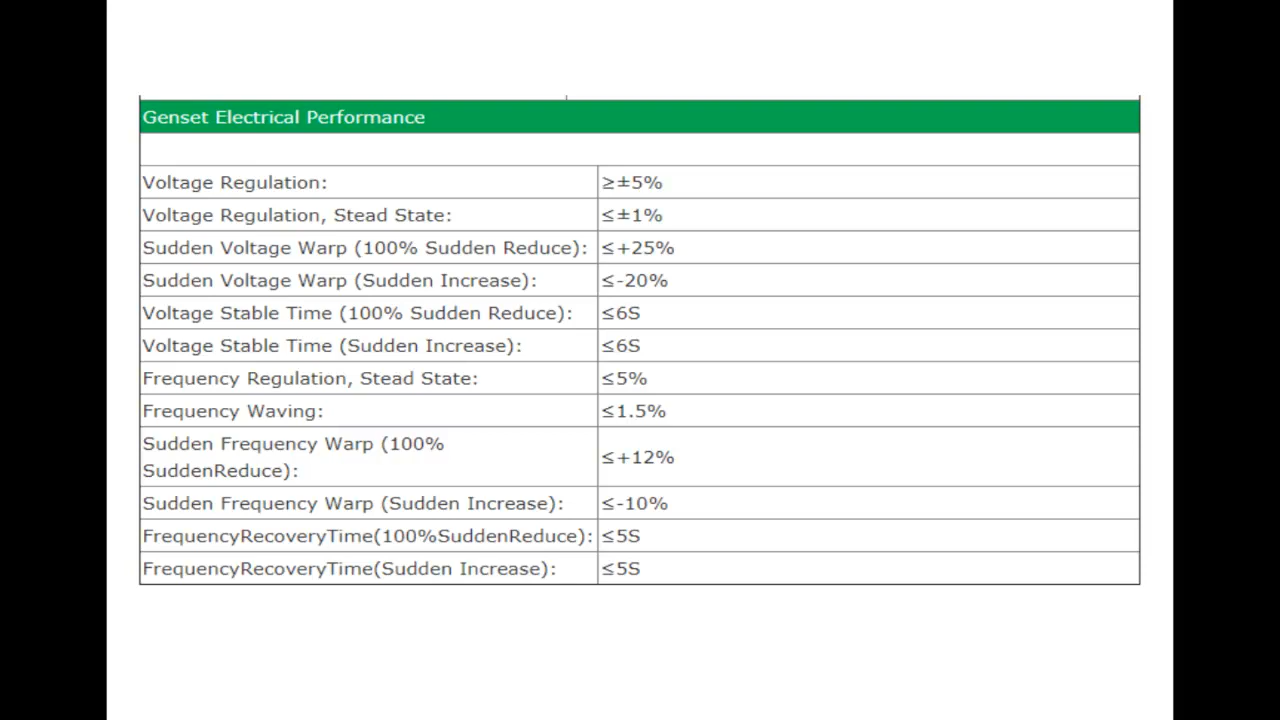 Genset Electrical Performance
Voltage Regulation: ≥±5%
Voltage Regulation, Stead State: ≤±1%
Sudden Voltage Warp (100% Sudden Reduce): ≤+25%
Sudden Voltage Warp (Sudden Increase): ≤-20%
Voltage Stable Time (100% Sudden Reduce): ≤6S
Voltage Stable Time (Sudden Increase): ≤6S
Frequency Regulation, Stead State: ≤5%
Frequency Waving: ≤1.5%
Sudden Frequency Warp (100%
SuddenReduce): ≤+12%
Sudden Frequency Warp (Sudden Increase): ≤-10%
FrequencyRecoveryTime(100%SuddenReduce): ≤5S
FrequencyRecoveryTime(Sudden Increase): ≤5S